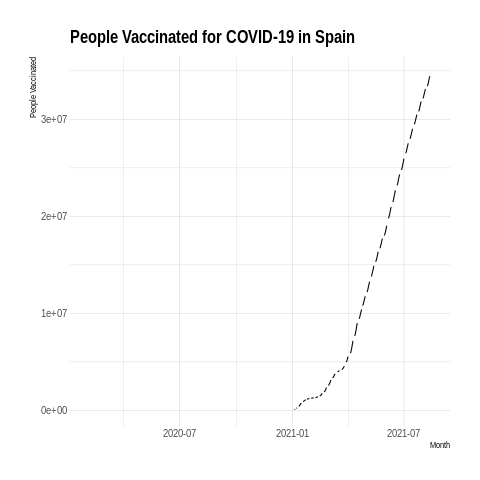 People Vaccinated for COVID-19 in Spain
People Vaccinated
3e+07
2e+07
1e+07
0e+00
2020-07
2021-01
2021-07
Month